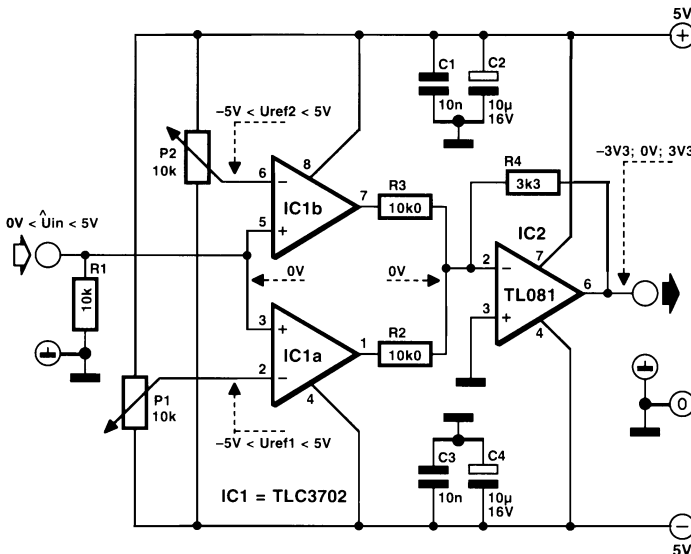 5V
+
C1
10n
C2
10µ
16V
–5V < Uref2 < 5V
P2
10k
6
–
8
IC1b
7
5
+
R3
10k0
R4
3k3
–3V3; 0V; 3V3
0V < Ûin < 5V
R1
10k
0V
0V
IC2
2
–
7
TL081
6
3
+
4
3
+
IC1a
1
2
–
4
R2
10k0
P1
10k
–5V < Uref1 < 5V
0
C3
10n
C4
10µ
16V
IC1 = TLC3702
–
5V